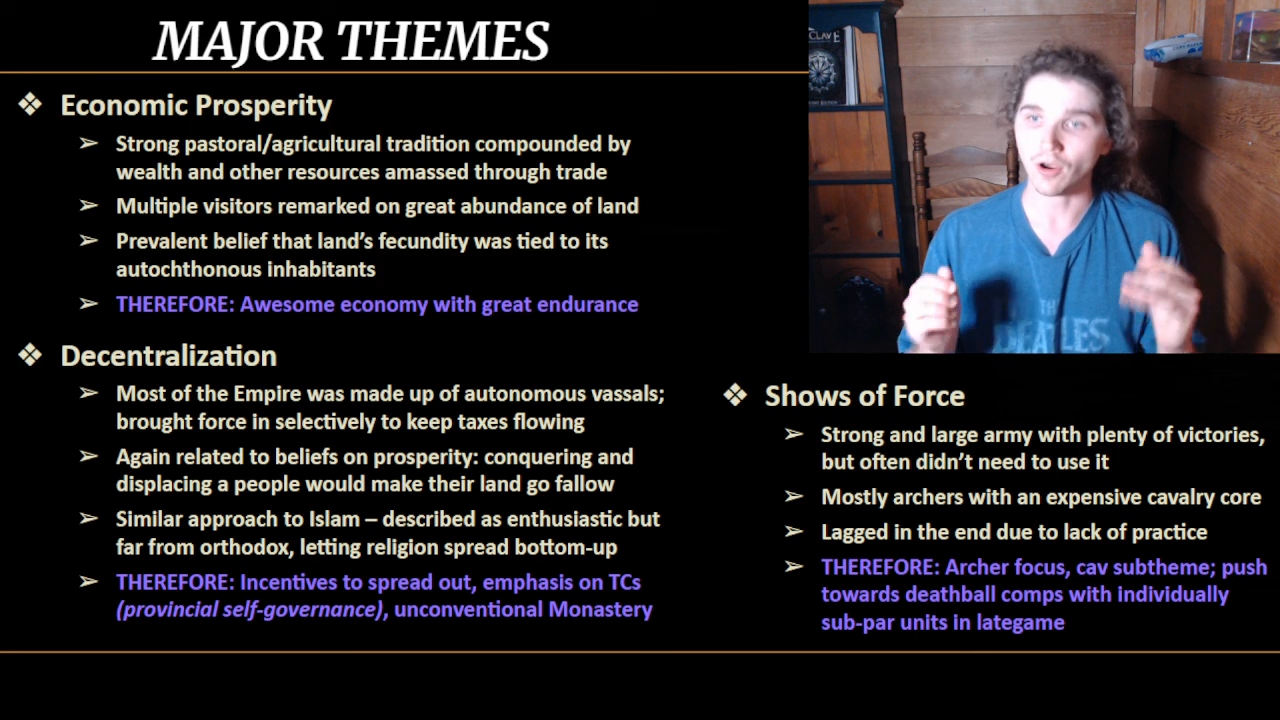 MAJOR THEMES
❖ Economic Prosperity
➢ Strong pastoral/agricultural tradition compounded by
wealth and other resources amassed through trade
➢ Multiple visitors remarked on great abundance of land
➢ Prevalent belief that land’s fecundity was tied to its
autochthonous inhabitants
➢ THEREFORE: Awesome economy with great endurance
❖ Decentralization
➢ Most of the Empire was made up of autonomous vassals;
brought force in selectively to keep taxes flowing
➢ Again related to beliefs on prosperity: conquering and
displacing a people would make their land go fallow
➢ Similar approach to Islam – described as enthusiastic but
far from orthodox, letting religion spread bottom-up
➢ THEREFORE: Incentives to spread out, emphasis on TCs
(provincial self-governance), unconventional Monastery
❖ Shows of Force
➢ Strong and large army with plenty of victories,
but often didn’t need to use it
➢ Mostly archers with an expensive cavalry core
➢ Lagged in the end due to lack of practice
➢ THEREFORE: Archer focus, cav subtheme; push
towards deathball comps with individually
sub-par units in lategame
THE
BEATLES